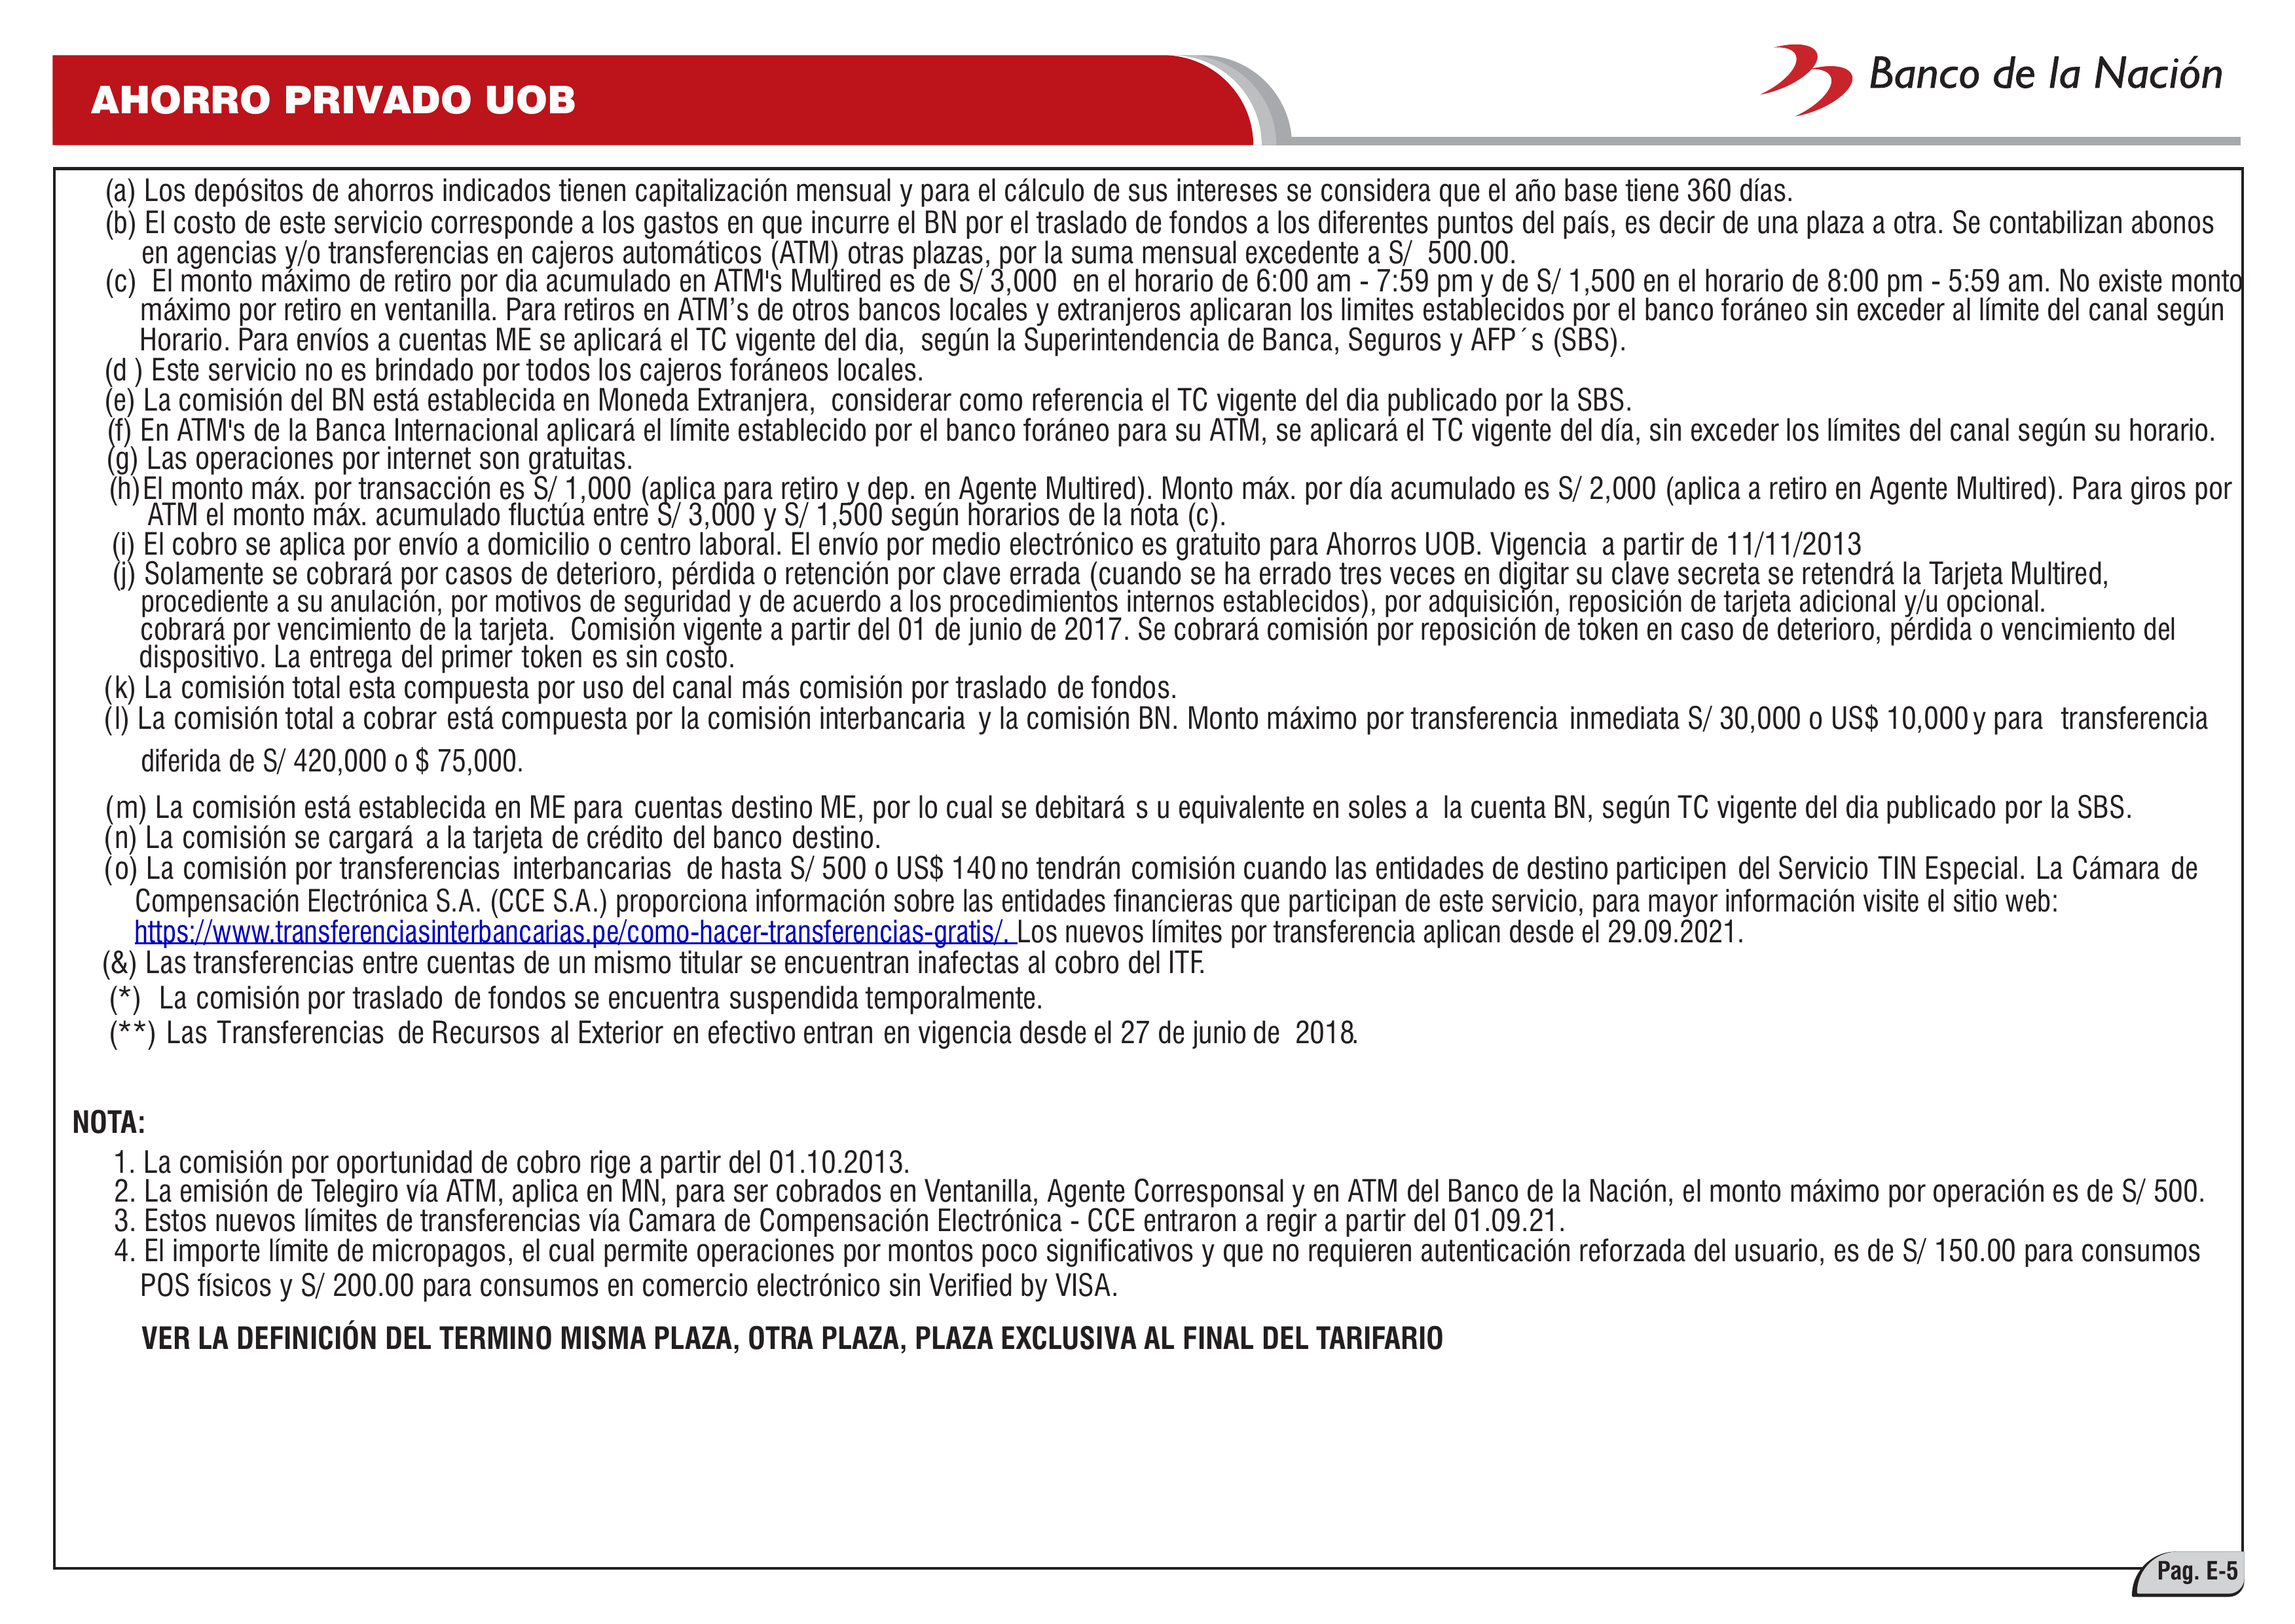 AHORRO PRIVADO UOB
Banco de la Nación
(a) Los depósitos de ahorros indicados tienen capitalización mensual y para el cálculo de sus intereses se considera que el año base tiene 360 días.
(b) El costo de este servicio corresponde a los gastos en que incurre el BN por el traslado de fondos a los diferentes puntos del país, es decir de una plaza a otra. Se contabilizan abonos
en agencias y/o transferencias en cajeros automáticos (ATM) otras plazas, por la suma mensual excedente a S/ 500.00.
(c) El monto máximo de retiro por dia acumulado en ATM's Multired es de S/ 3,000 en el horario de 6:00 am - 7:59 pm y de S/ 1,500 en el horario de 8:00 pm - 5:59 am. No existe monto
máximo por retiro en ventanilla. Para retiros en ATM’s de otros bancos locales y extranjeros aplicaran los limites establecidos por el banco foráneo sin exceder al límite del canal según
Horario. Para envíos a cuentas ME se aplicará el TC vigente del dia, según la Superintendencia de Banca, Seguros y AFP´s (SBS).
(d ) Este servicio no es brindado por todos los cajeros foráneos locales.
(e) La comisión del BN está establecida en Moneda Extranjera, considerar como referencia el TC vigente del dia publicado por la SBS.
(f) En ATM's de la Banca Internacional aplicará el límite establecido por el banco foráneo para su ATM, se aplicará el TC vigente del día, sin exceder los límites del canal según su horario.
(g) Las operaciones por internet son gratuitas.
(h)El monto máx. por transacción es S/ 1,000 (aplica para retiro y dep. en Agente Multired). Monto máx. por día acumulado es S/ 2,000 (aplica a retiro en Agente Multired). Para giros por
ATM el monto máx. acumulado fluctúa entre S/ 3,000 y S/ 1,500 según horarios de la nota (c).
(i) El cobro se aplica por envío a domicilio o centro laboral. El envío por medio electrónico es gratuito para Ahorros UOB. Vigencia a partir de 11/11/2013
(j) Solamente se cobrará por casos de deterioro, pérdida o retención por clave errada (cuando se ha errado tres veces en digitar su clave secreta se retendrá la Tarjeta Multired,
procediente a su anulación, por motivos de seguridad y de acuerdo a los procedimientos internos establecidos), por adquisición, reposición de tarjeta adicional y/u opcional.
cobrará por vencimiento de la tarjeta. Comisión vigente a partir del 01 de junio de 2017. Se cobrará comisión por reposición de token en caso de deterioro, pérdida o vencimiento del
dispositivo. La entrega del primer token es sin costo.
(k) La comisión total esta compuesta por uso del canal más comisión por traslado de fondos.
(l) La comisión total a cobrar está compuesta por la comisión interbancaria y la comisión BN. Monto máximo por transferencia inmediata S/ 30,000 o US$ 10,000 y para transferencia
diferida de S/ 420,000 o $ 75,000.
(m) La comisión está establecida en ME para cuentas destino ME, por lo cual se debitará s u equivalente en soles a la cuenta BN, según TC vigente del dia publicado por la SBS.
(n) La comisión se cargará a la tarjeta de crédito del banco destino.
(o) La comisión por transferencias interbancarias de hasta S/ 500 o US$ 140 no tendrán comisión cuando las entidades de destino participen del Servicio TIN Especial. La Cámara de
Compensación Electrónica S.A. (CCE S.A.) proporciona información sobre las entidades financieras que participan de este servicio, para mayor información visite el sitio web:
https://www.transferenciasinterbancarias.pe/como-hacer-transferencias-gratis/. Los nuevos límites por transferencia aplican desde el 29.09.2021.
(&) Las transferencias entre cuentas de un mismo titular se encuentran inafectas al cobro del ITF.
(*) La comisión por traslado de fondos se encuentra suspendida temporalmente.
(**) Las Transferencias de Recursos al Exterior en efectivo entran en vigencia desde el 27 de junio de 2018.
NOTA:
1. La comisión por oportunidad de cobro rige a partir del 01.10.2013.
2. La emisión de Telegiro vía ATM, aplica en MN, para ser cobrados en Ventanilla, Agente Corresponsal y en ATM del Banco de la Nación, el monto máximo por operación es de S/ 500.
3. Estos nuevos límites de transferencias vía Camara de Compensación Electrónica - CCE entraron a regir a partir del 01.09.21.
4. El importe límite de micropagos, el cual permite operaciones por montos poco significativos y que no requieren autenticación reforzada del usuario, es de S/ 150.00 para consumos
POS físicos y S/ 200.00 para consumos en comercio electrónico sin Verified by VISA.
VER LA DEFINICIÓN DEL TERMINO MISMA PLAZA, OTRA PLAZA, PLAZA EXCLUSIVA AL FINAL DEL TARIFARIO
Pag. E-5